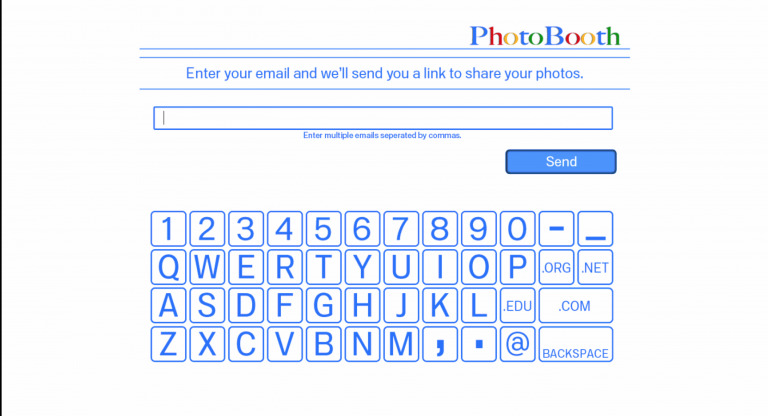 PhotoBooth
Enter your email and we'll send you a link to share your photos.
Enter multiple emails seperated by commas.
Send
1 2 3 4 5 6 7 8 9 0 - _
Q W E R T Y U I O P .ORG .NET
A S D F G H J K L .EDU .COM
Z X C V B N M , . @ BACKSPACE